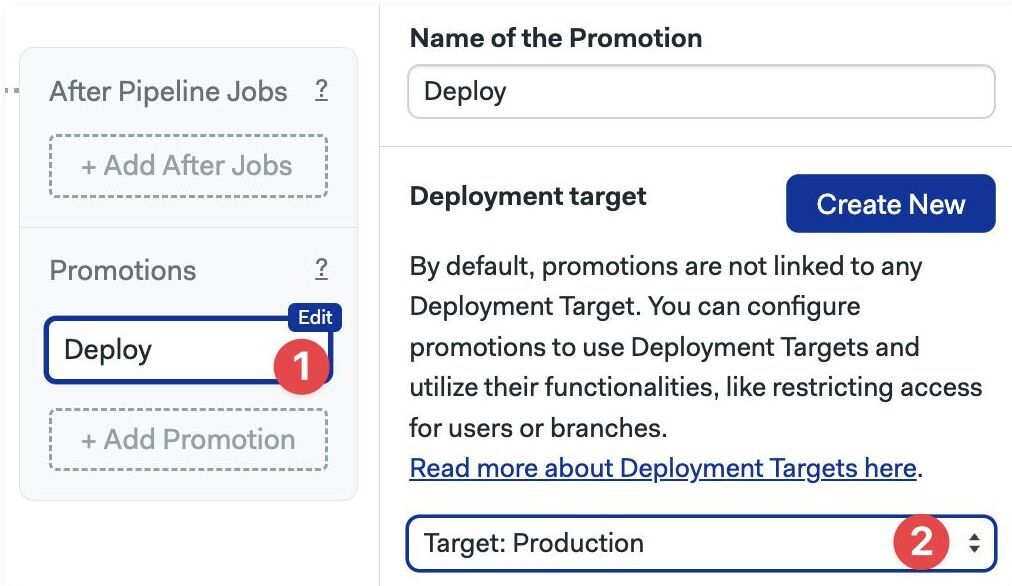 After Pipeline Jobs ?
+ Add After Jobs
Promotions ?
Edit
Deploy
1
+ Add Promotion
Name of the Promotion
Deploy
Deployment target
Create New
By default, promotions are not linked to any
Deployment Target. You can configure
promotions to use Deployment Targets and
utilize their functionalities, like restricting access
for users or branches.
Read more about Deployment Targets here.
Target: Production
2